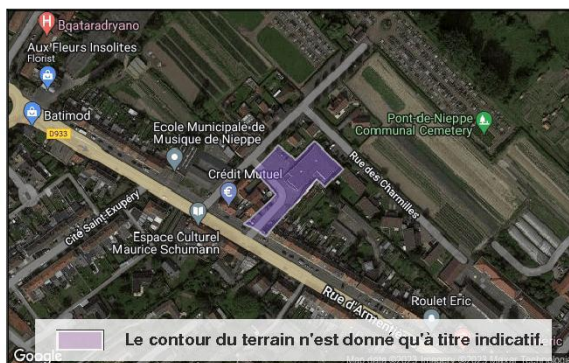 Bqataradryano
Aux Fleurs Insolites
Florist
Batimod
D933
Ecole Municipale de
Musique de Nieppe
Pont-de-Nieppe
Communal Cemetery
Crédit Mutuel
Rue des Charmilles
Cité Saint-Exupéry
Espace Culturel
Maurice Schumann
Rue d'Armen
Roulet Eric
Le contour du terrain n'est donné qu'à titre indicatif.
Google